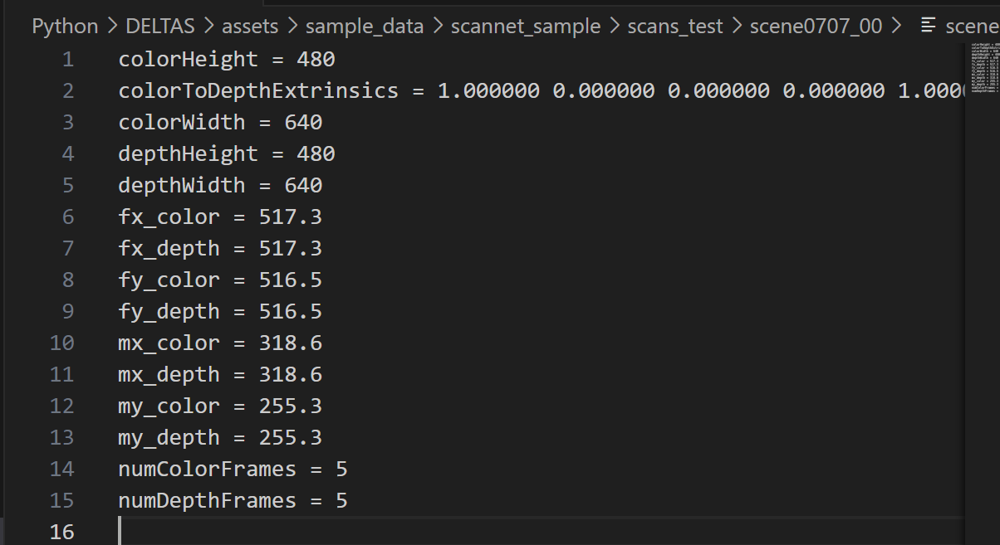 Python > DELTAS > assets > sample_data > scannet_sample > scans_test > scene0707_00 > scene
1 colorHeight = 480
2 colorToDepthExtrinsics = 1.000000 0.000000 0.000000 0.000000 1.000
3 colorWidth = 640
4 depthHeight = 480
5 depthWidth = 640
6 fx_color = 517.3
7 fx_depth = 517.3
8 fy_color = 516.5
9 fy_depth = 516.5
10 mx_color = 318.6
11 mx_depth = 318.6
12 my_color = 255.3
13 my_depth = 255.3
14 numColorFrames = 5
15 numDepthFrames = 5
16